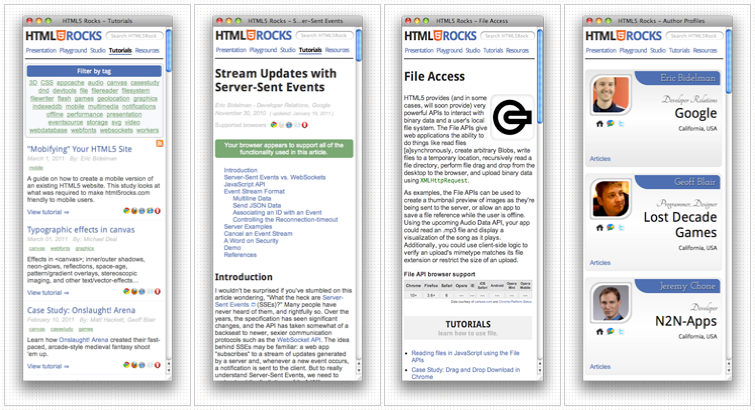 HTML5 Rocks – Tutorials
HTML5ROCKS
Search HTML5Rocks
Presentation Playground Studio Tutorials Resources
Filter by tag
3D CSS appcache audio canvas casestudy
dnd devtools file filereader filesystem
filewriter flash games geolocation graphics
indexeddb mobile multimedia notifications
offline performance presentation
eventsource storage svg video
webdatabase webfonts websockets workers
"Mobifying" Your HTML5 Site
March 1, 2011 By: Eric Bidelman
mobile
A guide on how to create a mobile version of
an existing HTML5 website. This study looks at
what was required to make html5rocks.com
friendly to mobile users.
View tutorial ⇒
Typographic effects in canvas
March 01, 2011 By: Michael Deal
canvas webfonts graphics
Effects in <canvas>; inner/outer shadows,
neon-glows, reflections, space-age,
pattern/gradient overlays, stereoscopic
imaging, and other text/vector-effects...
View tutorial ⇒
Case Study: Onslaught! Arena
February 10, 2011 By: Matt Hackett, Geoff Blair
canvas casestudy games
Learn how Onslaught! Arena created their fast-
paced, arcade-style medieval fantasy shoot
'em up.
View tutorial ⇒
HTML5 Rocks – S...er-Sent Events
HTML5ROCKS
Search HTML5Rocks
Presentation Playground Studio Tutorials Resources
Stream Updates with
Server-Sent Events
Eric Bidelman - Developer Relations, Google
November 30, 2010 ( updated January 18, 2011 )
Supported browsers:
Your browser appears to support all of the
functionality used in this article.
Introduction
Server-Sent Events vs. WebSockets
JavaScript API
Event Stream Format
Multiline Data
Send JSON Data
Associating an ID with an Event
Controlling the Reconnection-timeout
Server Examples
Cancel an Event Stream
A Word on Security
Demo
References
Introduction
I wouldn't be surprised if you've stumbled on this
article wondering, "What the heck are Server-
Sent Events (SSEs)?" Many people have
never heard of them, and rightfully so. Over the
years, the specification has seen significant
changes, and the API has taken somewhat of a
backseat to newer, sexier communication
protocols such as the WebSocket API. The idea
behind SSEs may be familiar: a web app
"subscribes" to a stream of updates generated
by a server and, whenever a new event occurs, a
notification is sent to the client. But to really
understand Server-Sent Events, we need to
HTML5 Rocks – File Access
HTML5ROCKS
Search HTML5Rocks
Presentation Playground Studio Tutorials Resources
File Access
HTML5 provides (and in some
cases, will soon provide) very
powerful APIs to interact with
binary data and a user's local
file system. The File APIs give
web applications the ability to
do things like read files
[a]synchronously, create arbitrary Blobs, write
files to a temporary location, recursively read a
file directory, perform file drag and drop from the
desktop to the browser, and upload binary data
using XMLHttpRequest.
As examples, the File APIs can be used to
create a thumbnail preview of images as they're
being sent to the server, or allow an app to
save a file reference while the user is offline.
Using the upcoming Audio Data API, your app
could read an .mp3 file and display a
visualization of the song as it plays.
Additionally, you could use client-side logic to
verify an upload's mimetype matches its file
extension or restrict the size of an upload.
File API browser support
Chrome Firefox Safari Opera IE iOS Safari Android Opera Mini Opera Mobile
10+ 3.6+ 6 — — — — — —
TUTORIALS
learn how to use file.
Reading files in JavaScript using the File
APIs
Case Study: Drag and Drop Download in
Chrome
HTML5 Rocks – Author Profiles
HTML5ROCKS
Search HTML5Rocks
Presentation Playground Studio Tutorials Resources
Eric Bidelman
Developer Relations
Google
California, USA
Articles
Geoff Blair
Programmer, Designer
Lost Decade
Games
California, USA
Articles
Jeremy Chone
Developer
N2N-Apps
California, USA
Articles